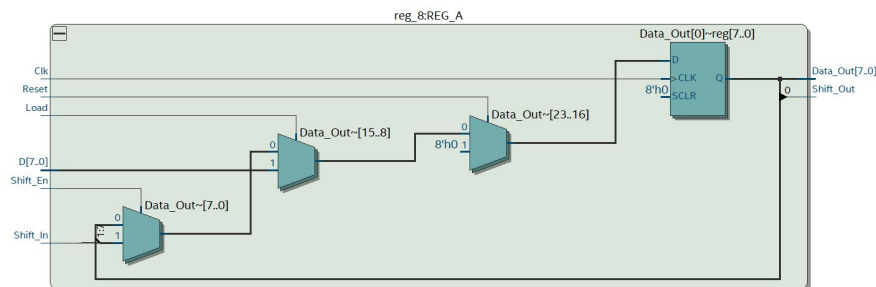 reg_8:REG_A
Data_Out[0]~reg[7..0]
Clk
Reset
Load
D[7..0]
Shift_En
Shift_In
Data_Out~[7..0]
0
1
1:7
Data_Out~[15..8]
0
1
Data_Out~[23..16]
0
8'h0 1
D
>CLK
8'h0 SCLR
Q
Data_Out[7..0]
0
Shift_Out